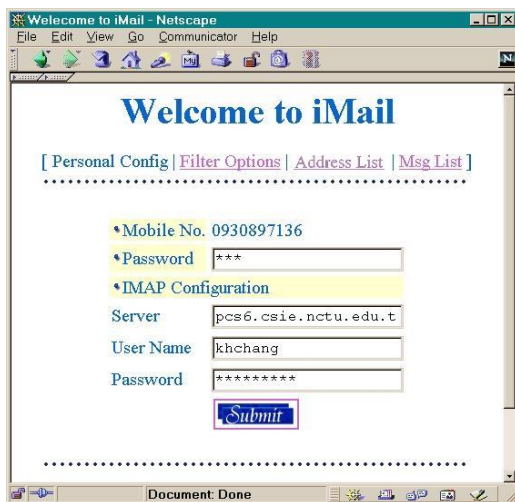 Welecome to iMail - Netscape
File Edit View Go Communicator Help
My
N
Welcome to iMail
[ Personal Config | Filter Options | Address List | Msg List ]
Mobile No. 0930897136
Password ***
IMAP Configuration
Server pcs6.csie.nctu.edu.t
User Name khchang
Password *********
Submit
Document: Done